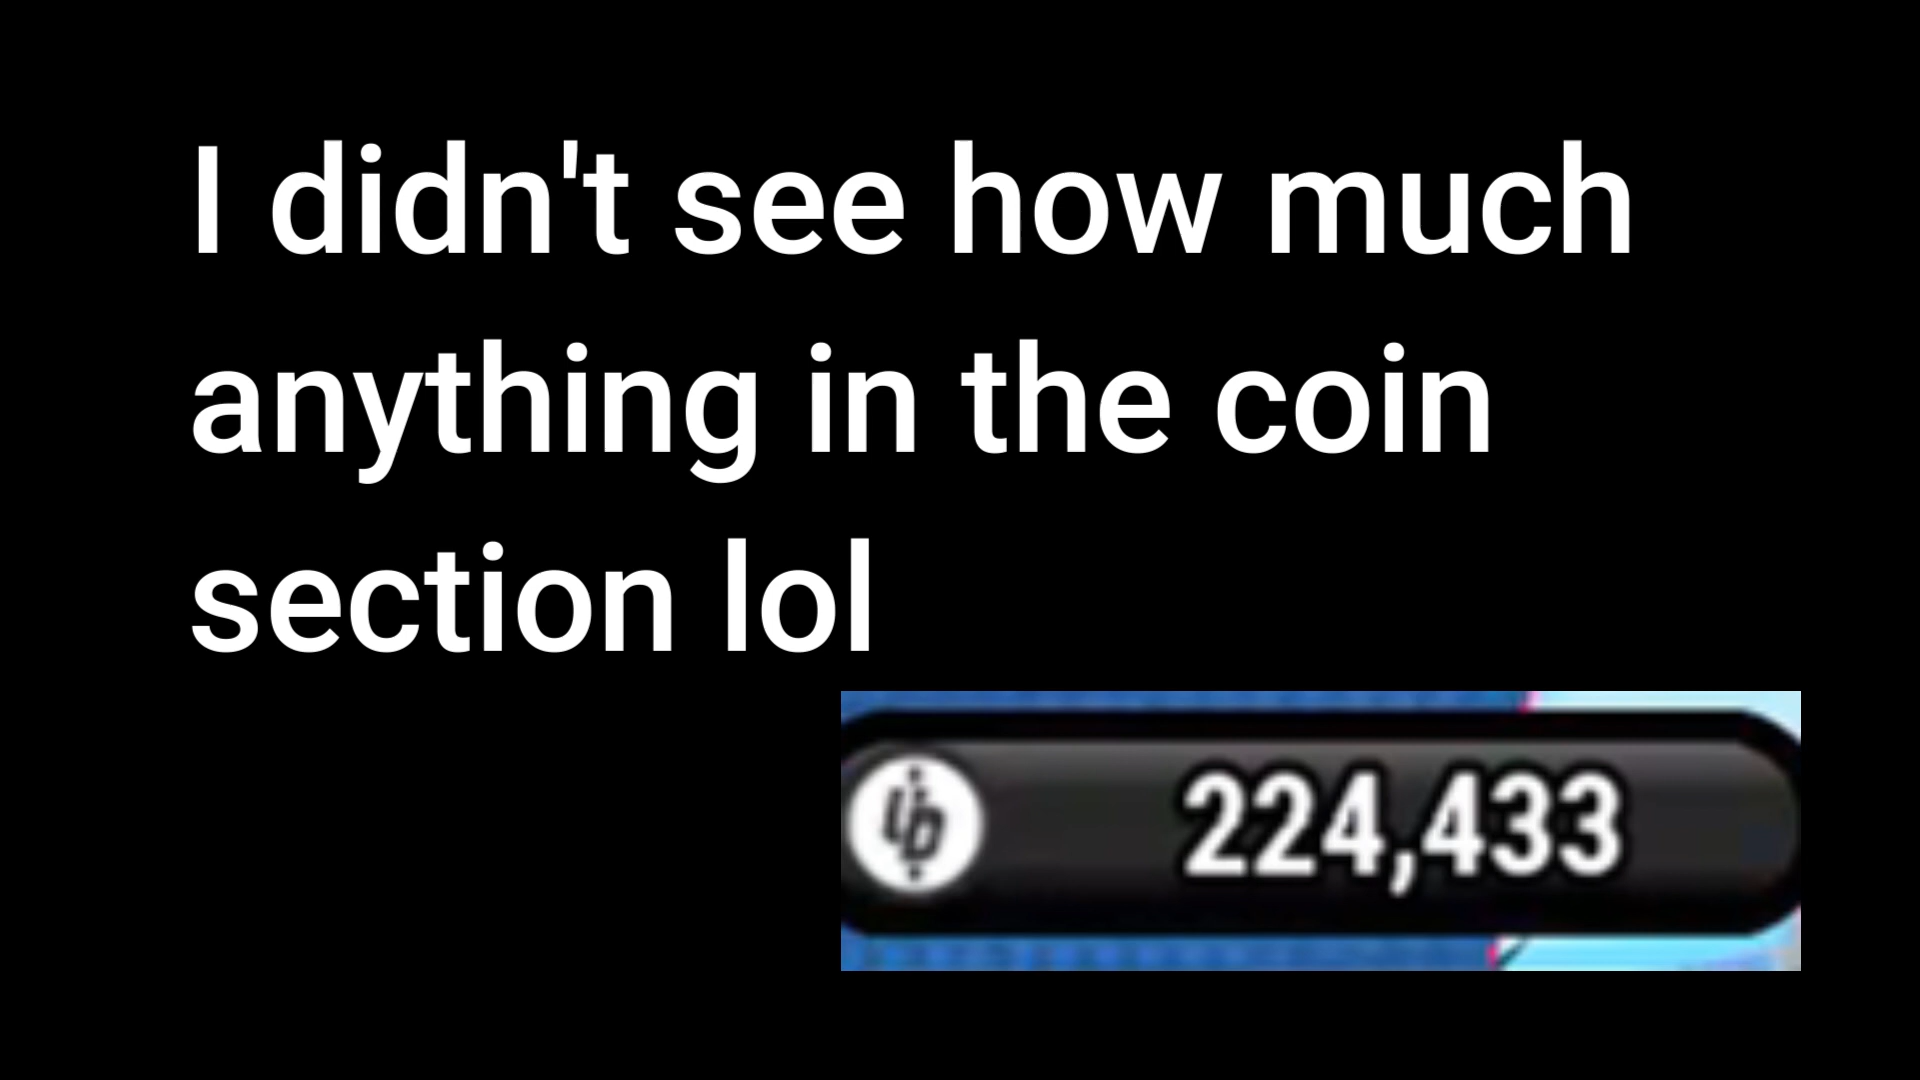 I didn't see how much
anything in the coin
section lol
224,433